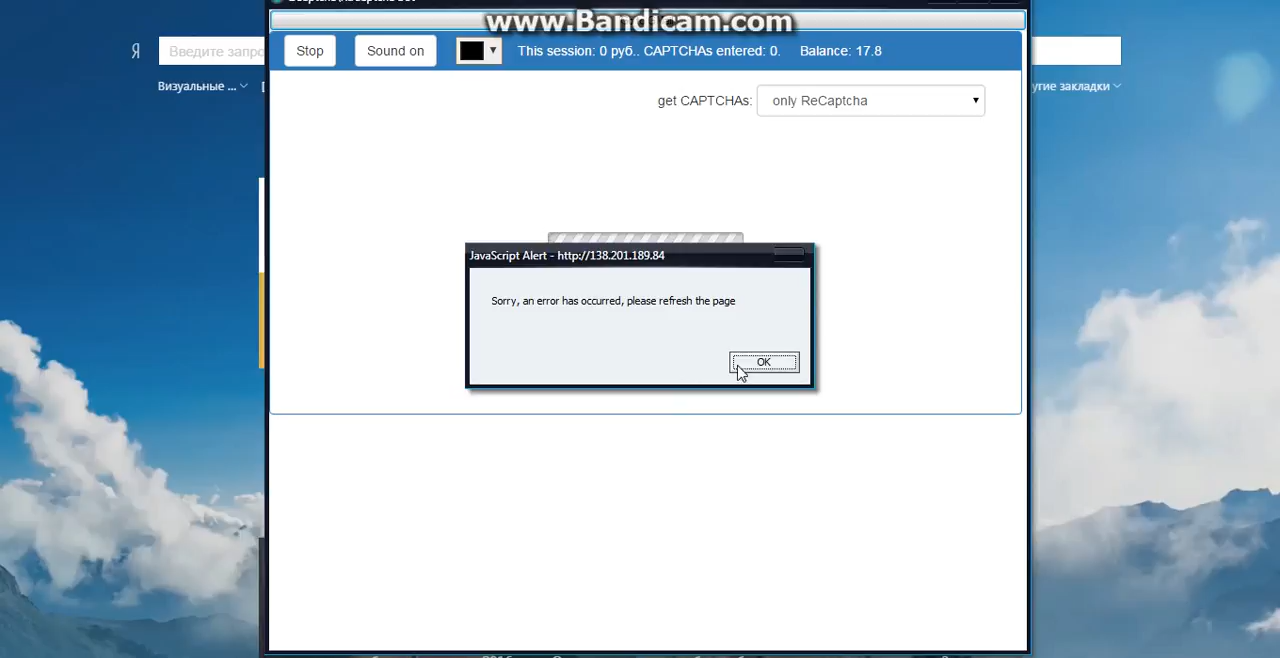 www.Bandicam.com
Я
Введите запро
Визуальные ...
угие закладки
Stop
Sound on
This session: 0 руб.. CAPTCHAs entered: 0.
Balance: 17.8
get CAPTCHAs:
only ReCaptcha
JavaScript Alert - http://138.201.189.84
Sorry, an error has occurred, please refresh the page
OK